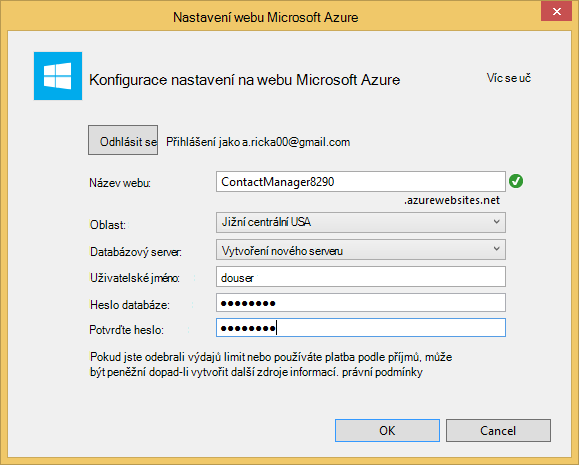 Nastavení webu Microsoft Azure
Konfigurace nastavení na webu Microsoft Azure
Víc se uč
Odhlásit se Přihlášení jako a.ricka00@gmail.com
Název webu: ContactManager8290
.azurewebsites.net
Oblast: Jižní centrální USA
Databázový server: Vytvoření nového serveru
Uživatelské jméno: douser
Heslo databáze: ●●●●●●●●
Potvrďte heslo: ●●●●●●●●
Pokud jste odebrali výdajů limit nebo používáte platba podle příjmů, může
být peněžní dopad-li vytvořit další zdroje informací. právní podmínky
OK Cancel